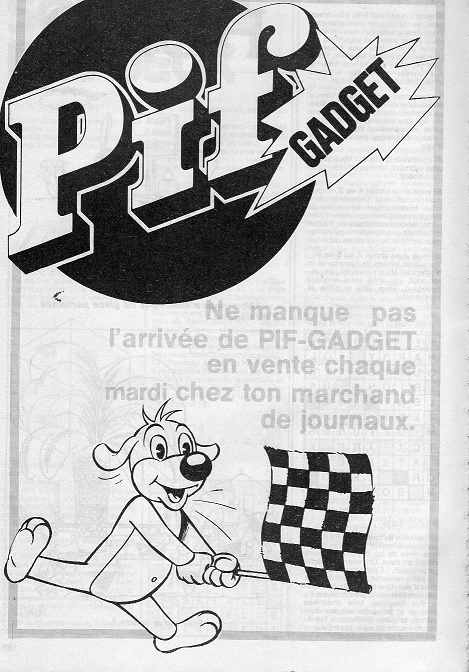 Pif
GADGET
Ne manque pas
l'arrivée de PIF-GADGET
en vente chaque
mardi chez ton marchand
de journaux.